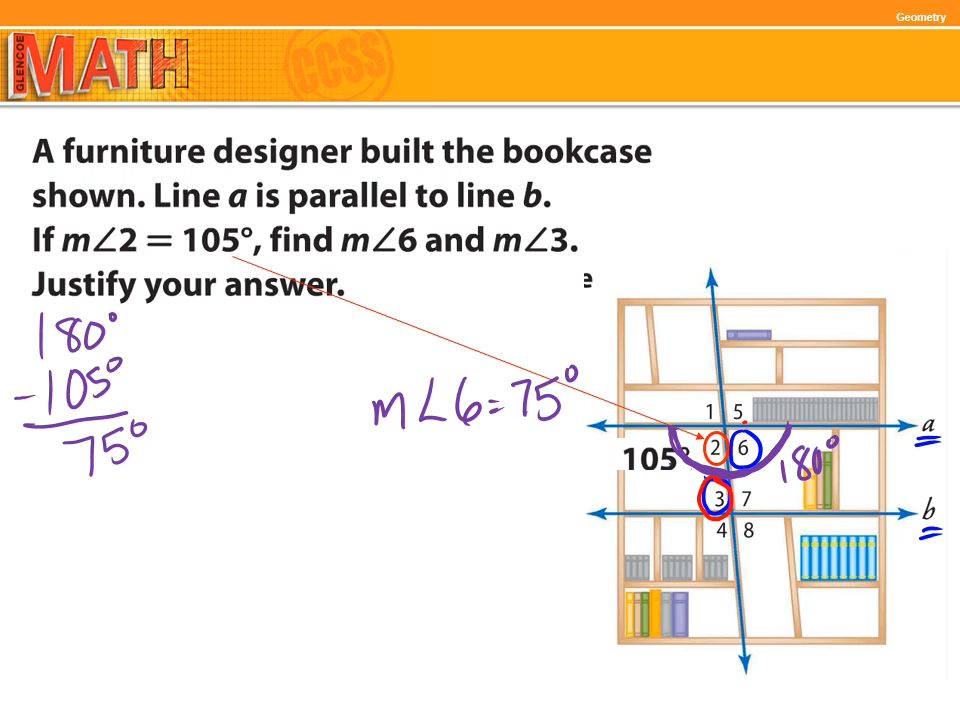 Geometry
GLENCOE
MATH
CCSS
A furniture designer built the bookcase
shown. Line a is parallel to line b.
If m∠2 = 105°, find m∠6 and m∠3.
Justify your answer.
e
180°
-105°
75°
m∠6=75°
1 5
a
105° 2 6 180°
3 7
b
4 8